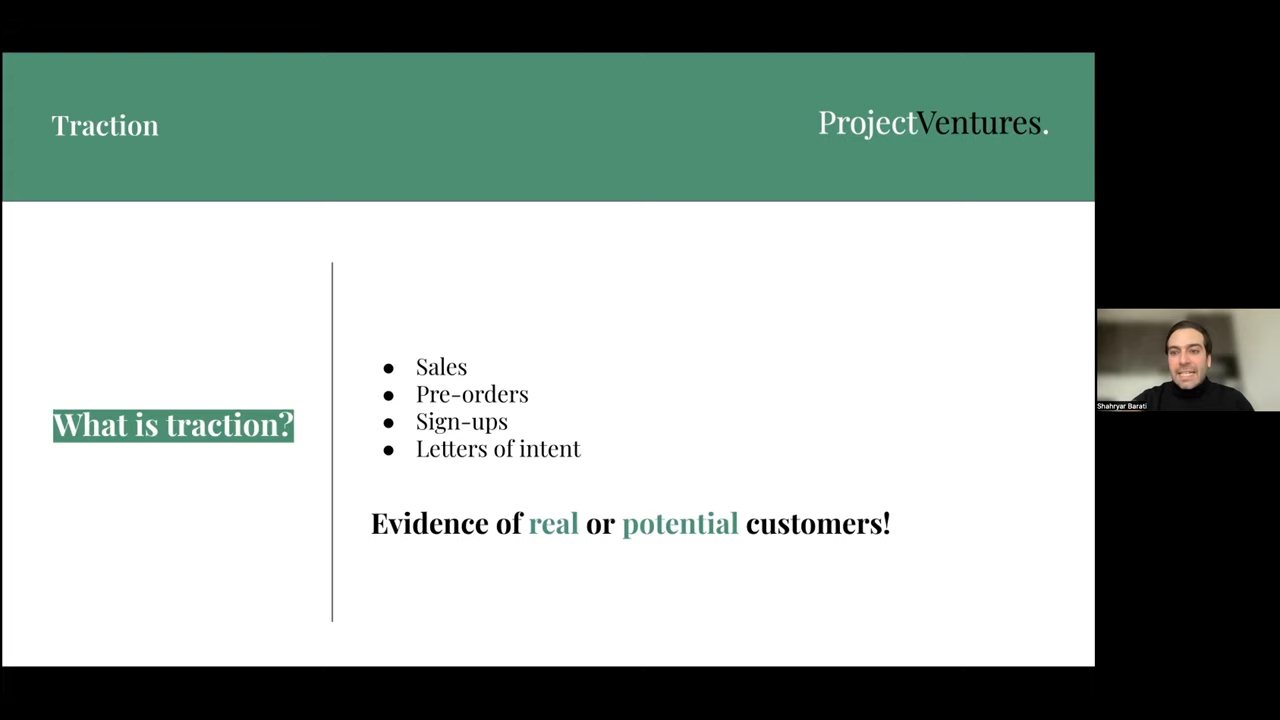 Traction
ProjectVentures.
What is traction?
● Sales
● Pre-orders
● Sign-ups
● Letters of intent
Evidence of real or potential customers!
Shahryar Barati